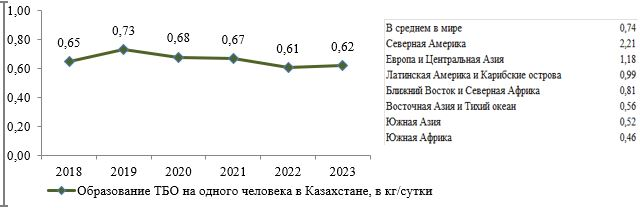 1,00
0,80
0,60
0,40
0,20
0,00
0,65
0,73
0,68
0,67
0,61
0,62
2018 2019 2020 2021 2022 2023
Образование ТБО на одного человека в Казахстане, в кг/сутки
В среднем в мире 0,74
Северная Америка 2,21
Европа и Центральная Азия 1,18
Латинская Америка и Карибские острова 0,99
Ближний Восток и Северная Африка 0,81
Восточная Азия и Тихий океан 0,56
Южная Азия 0,52
Южная Африка 0,46